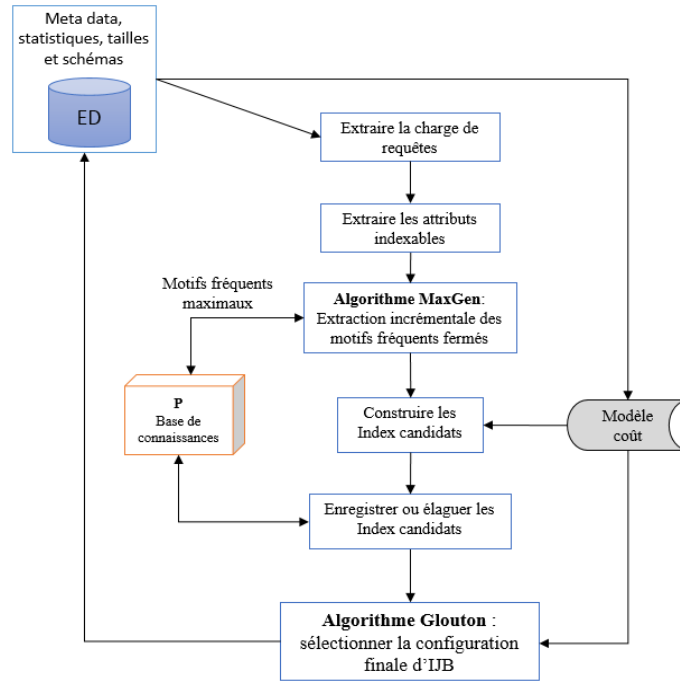 Meta data,
statistiques, tailles
et schémas
ED
Extraire la charge de
requêtes
Extraire les attributs
indexables
Motifs fréquents
maximaux
Algorithme MaxGen:
Extraction incrémentale des
motifs fréquents fermés
P
Base de
connaissances
Construire les
Index candidats
Modèle
coût
Enregistrer ou élaguer les
Index candidats
Algorithme Glouton :
sélectionner la configuration
finale d’IJB